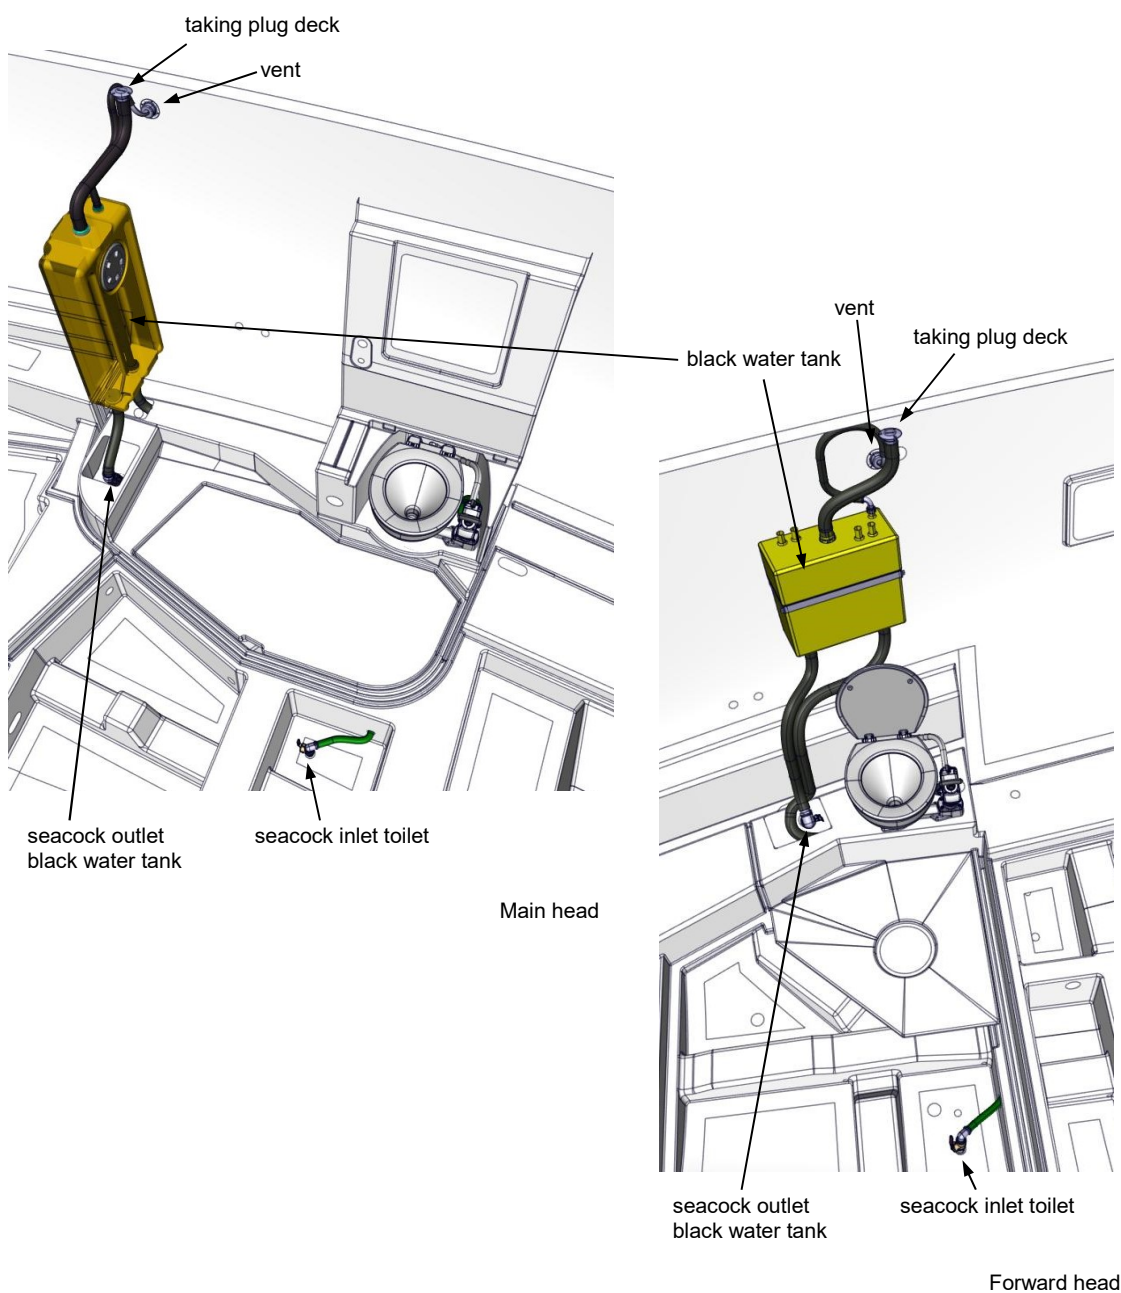 taking plug deck
vent
vent
taking plug deck
black water tank
seacock outlet
black water tank
seacock inlet toilet
Main head
seacock outlet
black water tank
seacock inlet toilet
Forward head